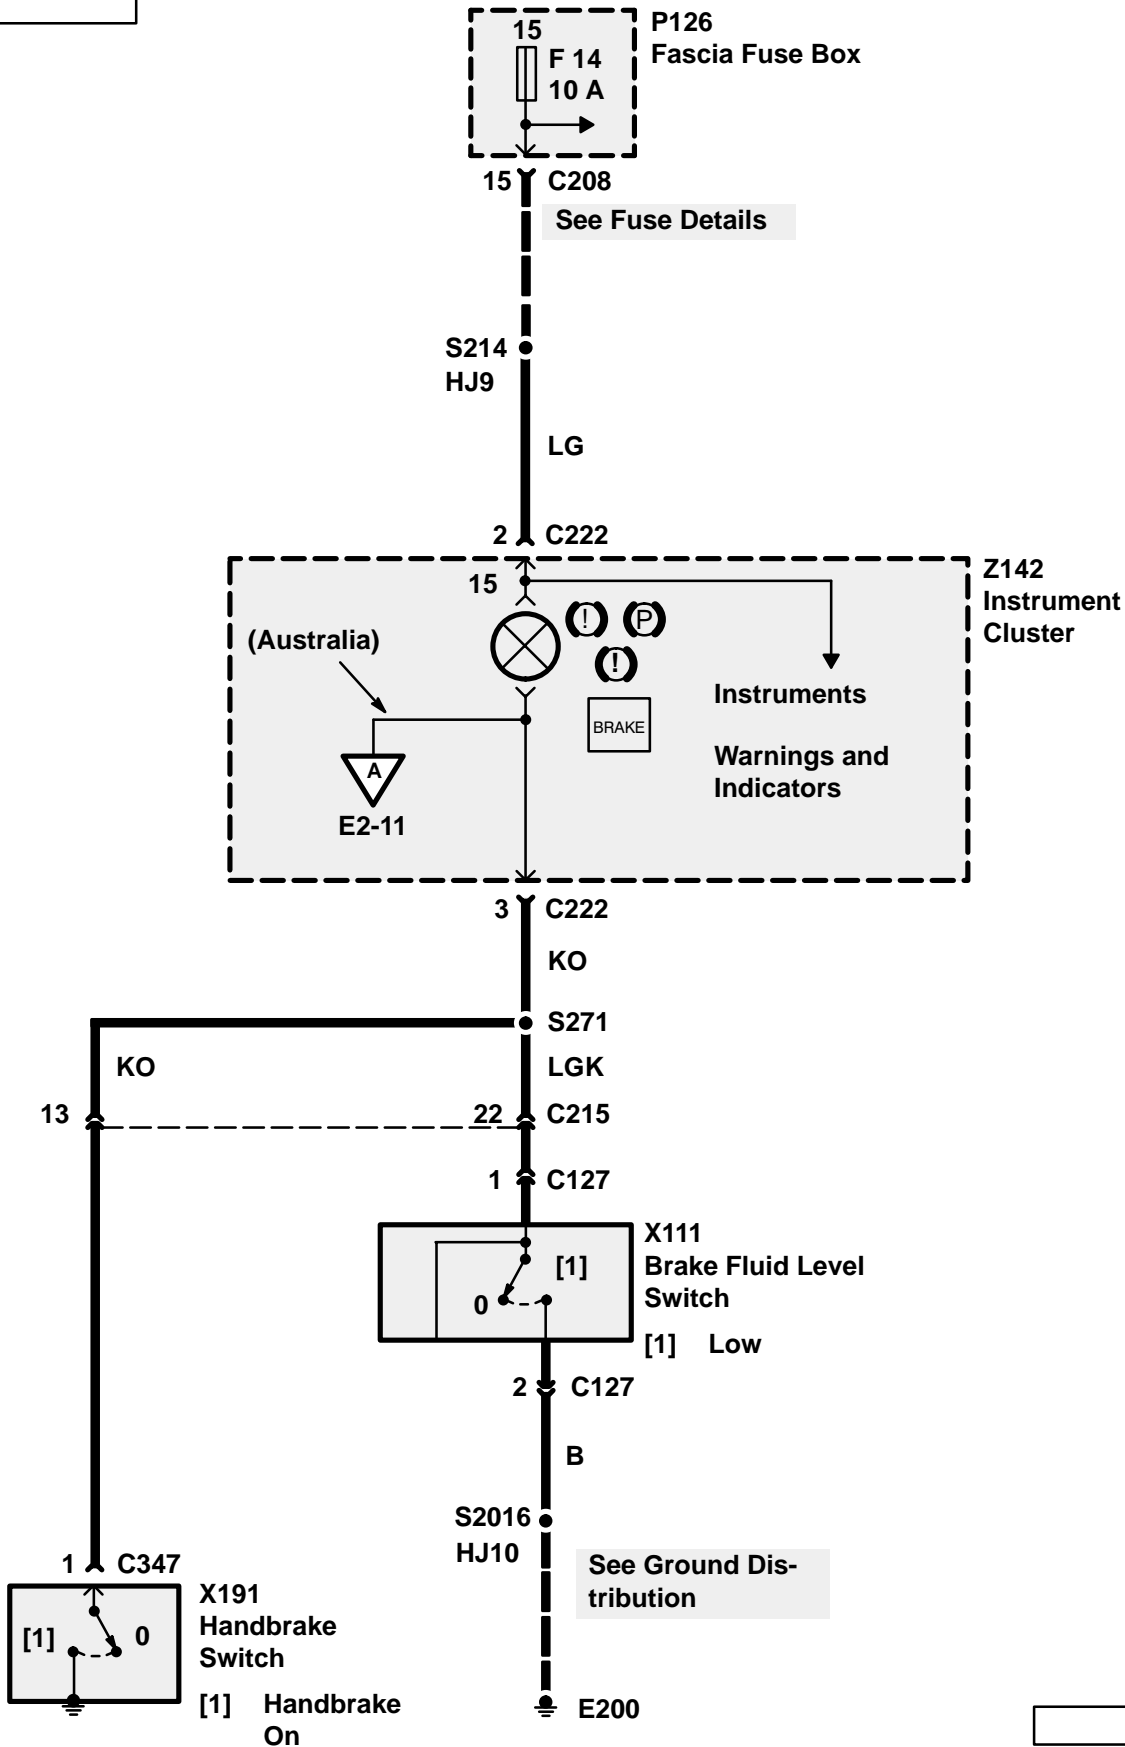 P126
Fascia Fuse Box
15
F 14
10 A
15 C208
See Fuse Details
S214
HJ9
LG
2 C222
Z142
Instrument
Cluster
15
! P
!
(Australia)
BRAKE
Instruments
Warnings and
Indicators
A
E2-11
3 C222
KO
S271
KO
LGK
13
22 C215
1 C127
X111
Brake Fluid Level
Switch
[1] Low
[1]
0
2 C127
B
S2016
HJ10
See Ground Dis-
tribution
E200
1 C347
X191
Handbrake
Switch
[1] Handbrake
On
[1] 0